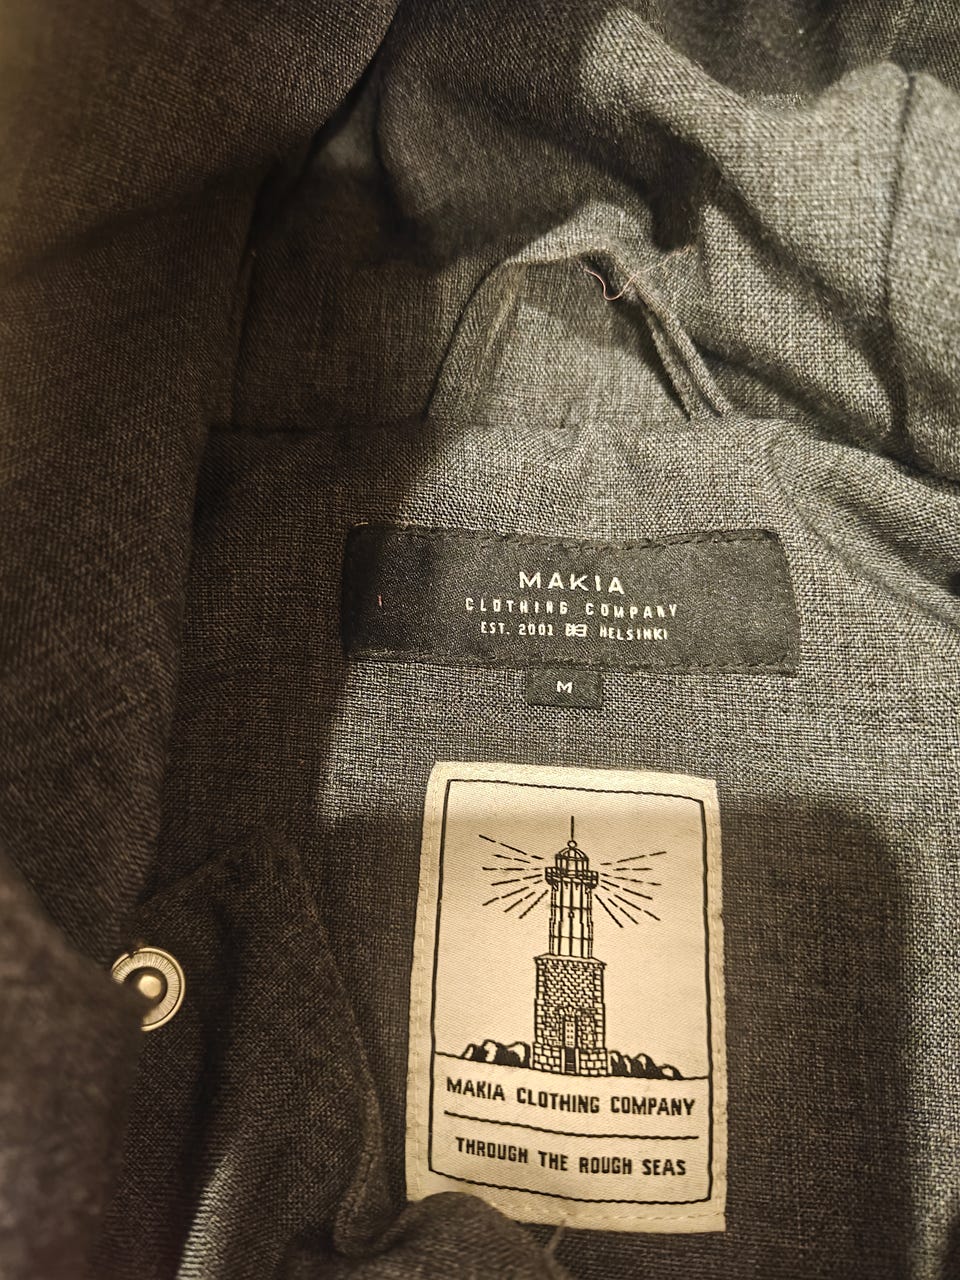 MAKIA
CLOTHING COMPANY
EST. 2001 HELSINKI
M
MAKIA CLOTHING COMPANY
THROUGH THE ROUGH SEAS